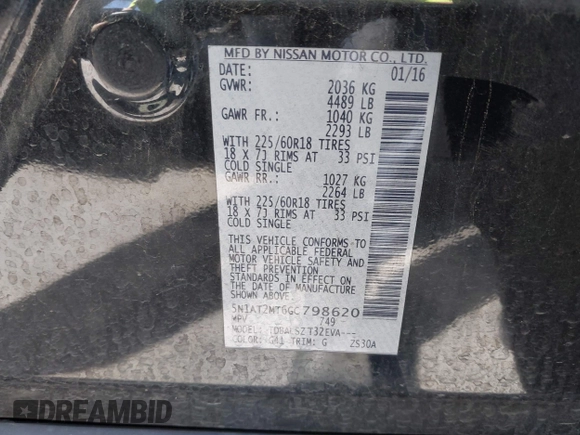 MFD BY NISSAN MOTOR CO., LTD.
DATE: 01/16
GVWR: 2036 KG
4489 LB
GAWR FR.: 1040 KG
2293 LB
WITH 225/60R18 TIRES
18 X 7J RIMS AT 33 PSI
COLD SINGLE
GAWR RR.: 1027 KG
2264 LB
WITH 225/60R18 TIRES
18 X 7J RIMS AT 33 PSI
COLD SINGLE
THIS VEHICLE CONFORMS TO
ALL APPLICABLE FEDERAL
MOTOR VEHICLE SAFETY AND
THEFT PREVENTION
STANDARDS IN EFFECT ON
THE DATE OF MANUFACTURE
SHOWN ABOVE.
5N1AT2MT6GC798620
MPV 749
MODEL:
COLOR: G41 TRIM: G ZS30A
DREAMBID